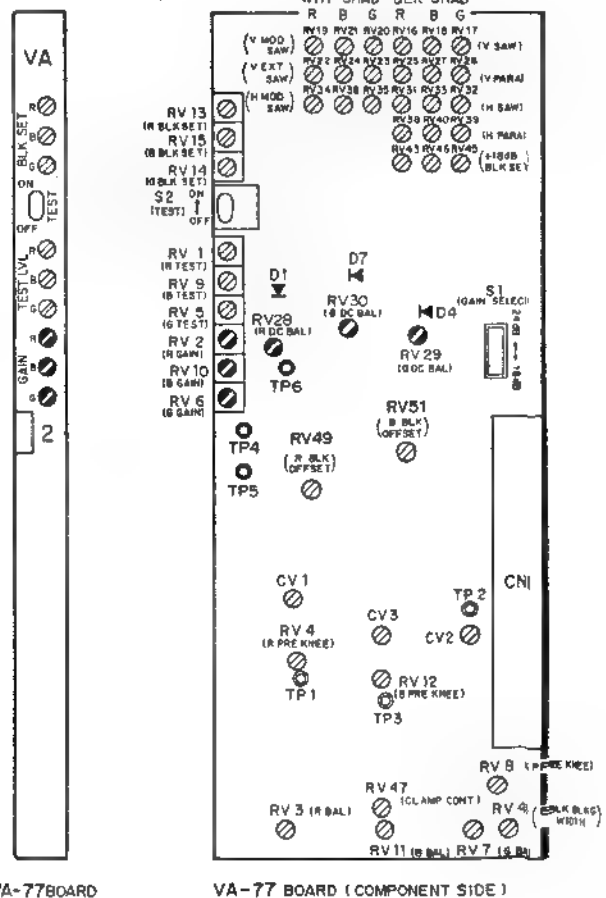 VA
R
B
G
BLK SET
ON
OFF
TEST
R
B
G
TEST LVL
R
B
G
GAIN
2
VA-77 BOARD
R B G R B G
RV19 RV21 RV20 RV16 RV18 RV17
(V MOD SAW)
(V SAW)
RV22 RV24 RV23 RV25 RV27
(V EXT SAW)
(V PARA)
RV34 RV35 RV31 RV33 RV32
(H MOD SAW)
(H SAW)
RV38 RV40 RV39
(H PARA)
RV43 RV46 RV45
(+18dB BLK SET)
RV 13
(R BLK SET)
RV 15
(B BLK SET)
RV 14
S2
(TEST)
ON
OFF
RV 1
(R TEST)
RV 9
(B TEST)
RV 5
(G TEST)
RV 2
(R GAIN)
RV 10
(B GAIN)
RV 6
(G GAIN)
D1
D7
D4
RV28
(R DC BAL)
RV30
(B DC BAL)
RV 29
(G DC BAL)
S1
(GAIN SELECT)
TP6
TP4
TP5
RV49
(R BLK OFFSET)
RV51
(B BLK OFFSET)
CV 1
RV 4
(R PRE KNEE)
TP 1
CV3
RV 12
(B PRE KNEE)
TP3
TP 2
CV2
CN1
RV 8
RV 47
(CLAMP CONT)
RV 3 (R BAL)
RV 11 (B BAL)
RV 7
VA-77 BOARD (COMPONENT SIDE)